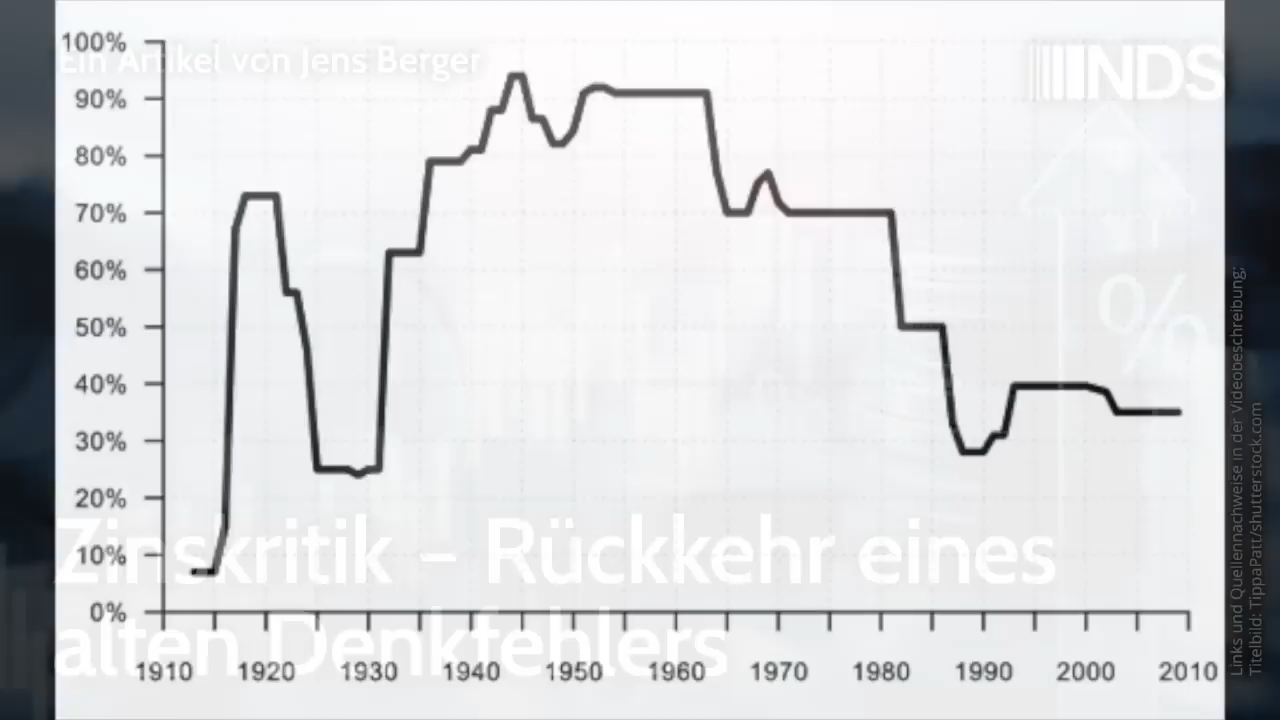 100%
Ein Artikel von Jens Berger
NDS
90%
80%
70%
60%
%
50%
40%
30%
20%
Zinskritik – Rückkehr eines
10%
0%
alten Denkfehlers
1910 1920 1930 1940 1950 1960 1970 1980 1990 2000 2010
Links und Quellennachweise in der Videobeschreibung;
Titelbild: TippaPatt/shutterstock.com